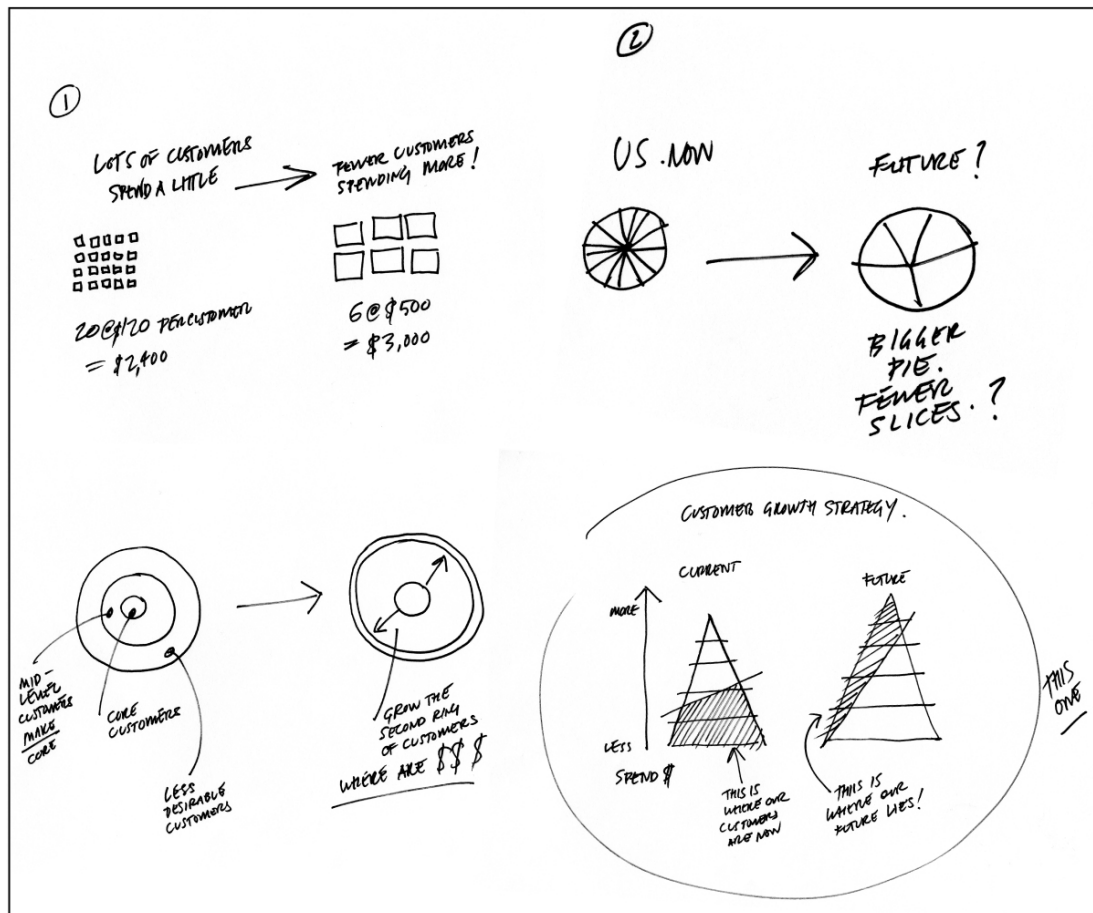 1
LOTS OF CUSTOMERS
SPEND A LITTLE
FEWER CUSTOMERS
SPENDING MORE!
20@$120 PER CUSTOMER
= $2,400
6@$500
= $3,000
2
US.NOW
FUTURE?
BIGGER
PIE.
FEWER
SLICES.?
MID-
LEVEL
CUSTOMERS
MAKE
CORE
CORE
CUSTOMERS
LESS
DESIRABLE
CUSTOMERS
GROW THE
SECOND RING
OF CUSTOMERS
WHERE ARE $$$
CUSTOMER GROWTH STRATEGY.
CURRENT
FUTURE
MORE
LESS
SPEND $
THIS IS
WHERE OUR
CUSTOMERS
ARE NOW
THIS IS
WHERE OUR
FUTURE LIES!
THIS
ONE